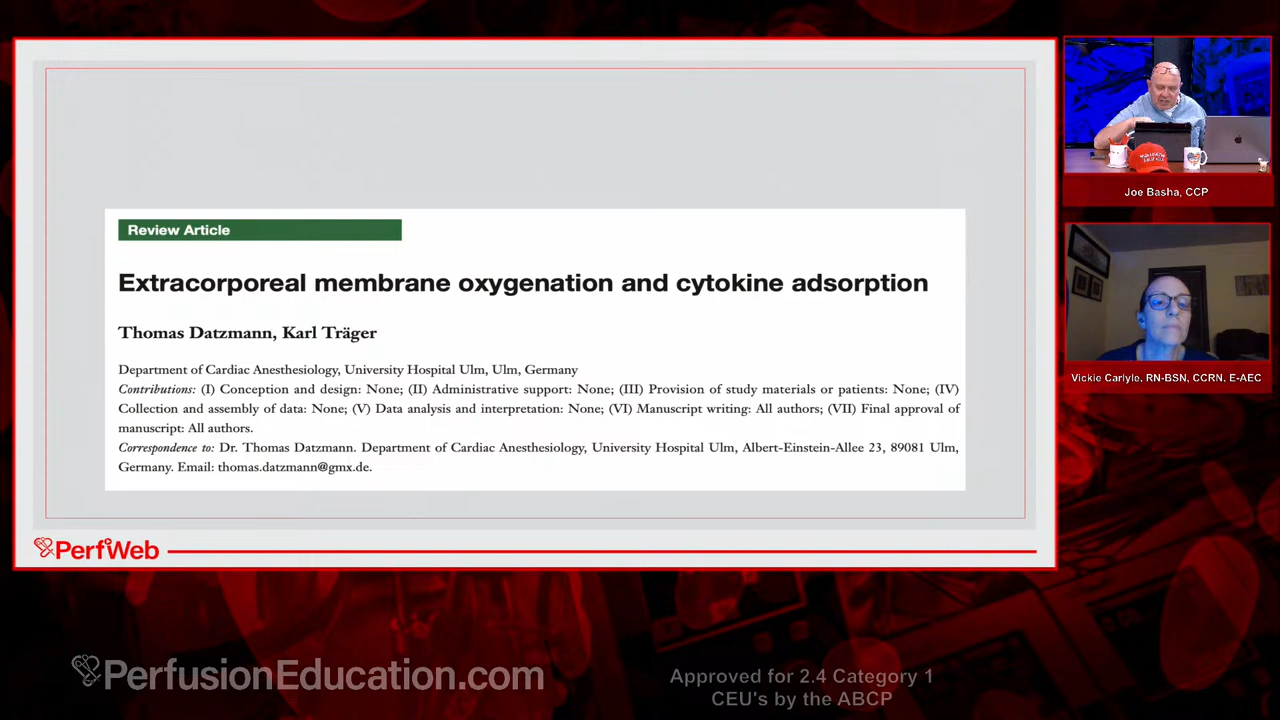 Review Article
Extracorporeal membrane oxygenation and cytokine adsorption
Thomas Datzmann, Karl Träger
Department of Cardiac Anesthesiology, University Hospital Ulm, Ulm, Germany
Contributions: (I) Conception and design: None; (II) Administrative support: None; (III) Provision of study materials or patients: None; (IV)
Collection and assembly of data: None; (V) Data analysis and interpretation: None; (VI) Manuscript writing: All authors; (VII) Final approval of
manuscript: All authors.
Correspondence to: Dr. Thomas Datzmann. Department of Cardiac Anesthesiology, University Hospital Ulm, Albert-Einstein-Allee 23, 89081 Ulm,
Germany. Email: thomas.datzmann@gmx.de.
PerfWeb
Joe Basha, CCP
Vickie Carlyle, RN-BSN, CCRN, E-AEC
PerfusionEducation.com
Approved for 2.4 Category 1
CEU's by the ABCP